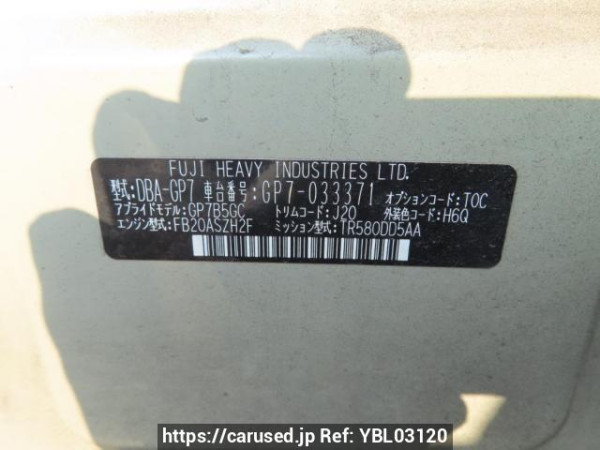 FUJI HEAVY INDUSTRIES LTD.
型式:DBA-GP7 車台番号:GP7-033371 オプションコード:TOC
アプライドモデル:GP7B5GC トリムコード:J20 外装色コード:H6Q
エンジン型式:FB20ASZH2F ミッション型式:TR580DD5AA
https://carused.jp Ref: YBL03120